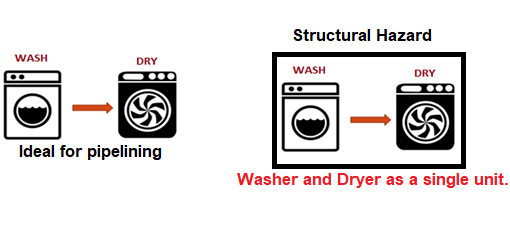 WASH
DRY
Ideal for pipelining
Structural Hazard
WASH
DRY
Washer and Dryer as a single unit.